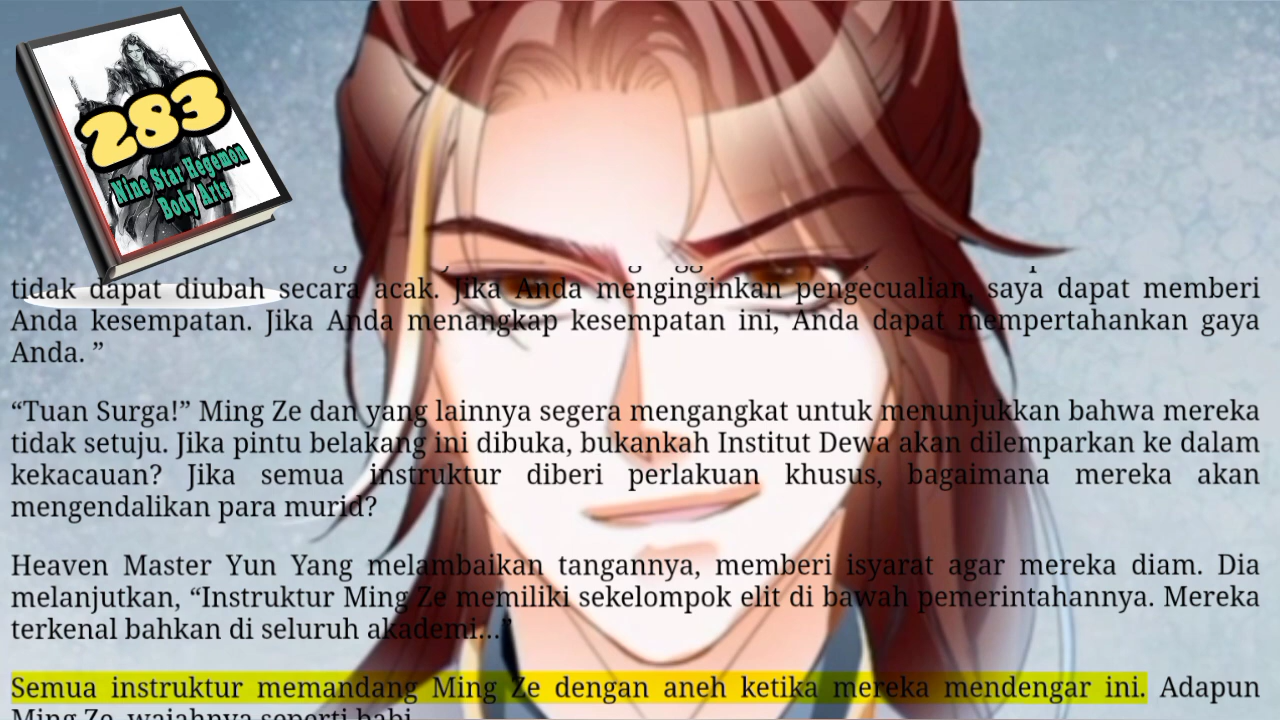 283
Nine Star Hegemon
Body Arts
tidak dapat diubah secara acak. Jika Anda menginginkan pengecualian, saya dapat memberi
Anda kesempatan. Jika Anda menangkap kesempatan ini, Anda dapat mempertahankan gaya
Anda. ”
“Tuan Surga!” Ming Ze dan yang lainnya segera mengangkat untuk menunjukkan bahwa mereka
tidak setuju. Jika pintu belakang ini dibuka, bukankah Institut Dewa akan dilemparkan ke dalam
kekacauan? Jika semua instruktur diberi perlakuan khusus, bagaimana mereka akan
mengendalikan para murid?
Heaven Master Yun Yang melambaikan tangannya, memberi isyarat agar mereka diam. Dia
melanjutkan, “Instruktur Ming Ze memiliki sekelompok elit di bawah pemerintahannya. Mereka
terkenal bahkan di seluruh akademi...”
Semua instruktur memandang Ming Ze dengan aneh ketika mereka mendengar ini. Adapun
Ming Ze, wajahnya seperti babi